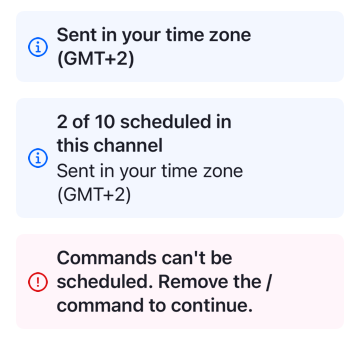 Sent in your time zone
(GMT+2)
2 of 10 scheduled in
this channel
Sent in your time zone
(GMT+2)
Commands can't be
scheduled. Remove the /
command to continue.